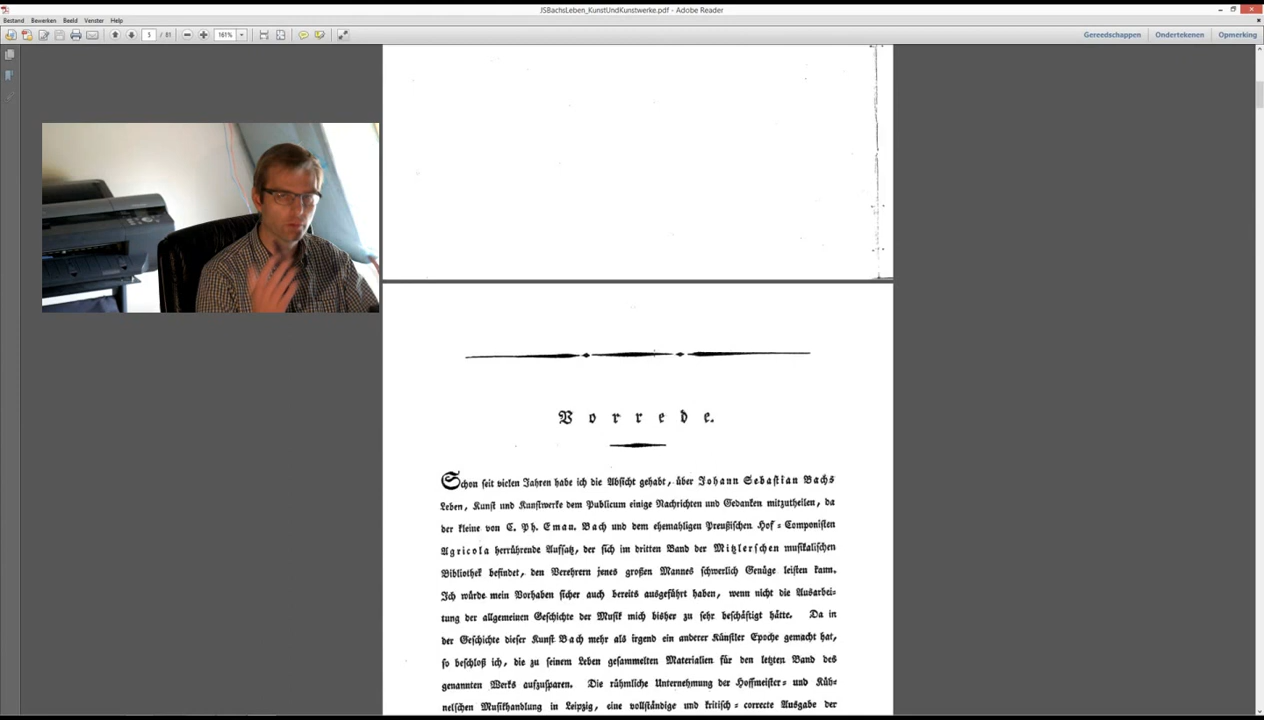 JSBachsLeben_KunstUndKunstwerke.pdf - Adobe Reader
Bestand Bewerken Beeld Venster Help
5 / 81 161% Gereedschappen Ondertekenen Opmerking
Vorrede.
Schon seit vielen Jahren habe ich die Absicht gehabt, über Johann Sebastian Bachs
Leben, Kunst und Kunstwerke dem Publicum einige Nachrichten und Gedanken mitzutheilen, da
der kleine von C. Ph. Eman. Bach und dem ehemahligen Preußischen Hof-Componisten
Agricola herrührende Aufsatz, der sich im dritten Band der Mitzlerschen musikalischen
Bibliothek befindet, den Verehrern jenes großen Mannes schwerlich Genüge leisten kann.
Ich würde mein Vorhaben sicher auch bereits ausgeführt haben, wenn nicht die Ausarbei-
tung der allgemeinen Geschichte der Musik mich bisher zu sehr beschäftigt hätte. Da in
der Geschichte dieser Kunst Bach mehr als irgend ein anderer Künstler Epoche gemacht hat,
so beschloß ich, die zu seinem Leben gesammelten Materialien für den letzten Band des
genannten Werks aufzusparen. Die rühmliche Unternehmung der Hoffmeister- und Küh-
nelschen Musikhandlung in Leipzig, eine vollständige und kritisch-correcte Ausgabe der